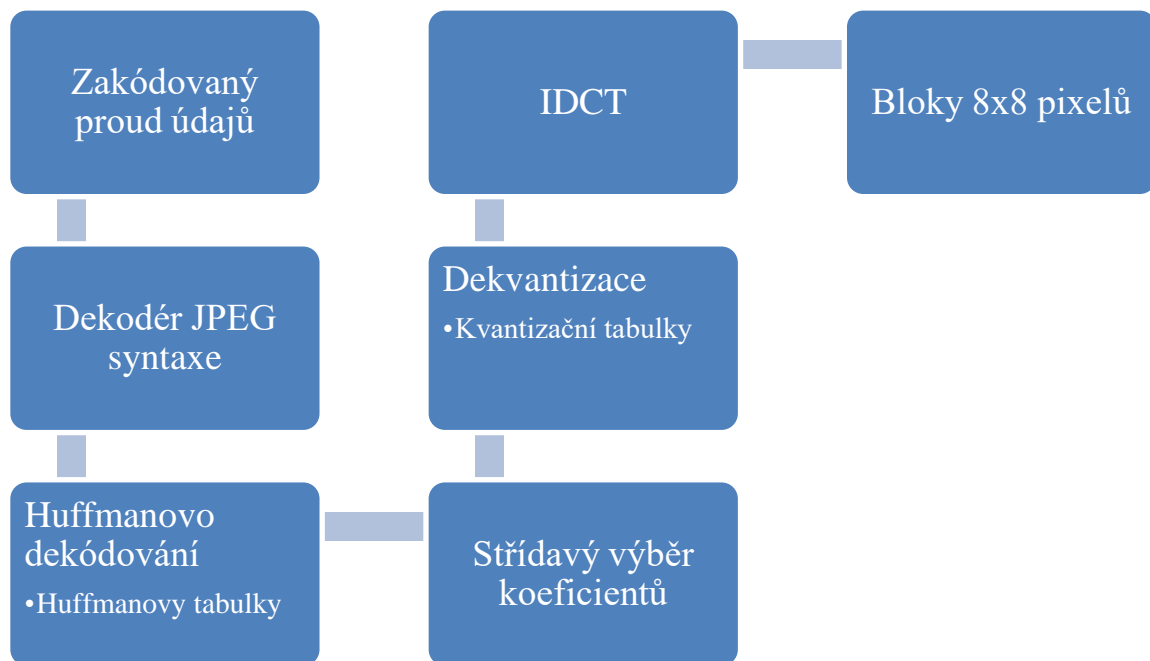 Zakódovaný
proud údajů
Dekodér JPEG
syntaxe
Huffmanovo
dekódování
•Huffmanovy tabulky
Střídavý výběr
koeficientů
Dekvantizace
•Kvantizační tabulky
IDCT
Bloky 8x8 pixelů